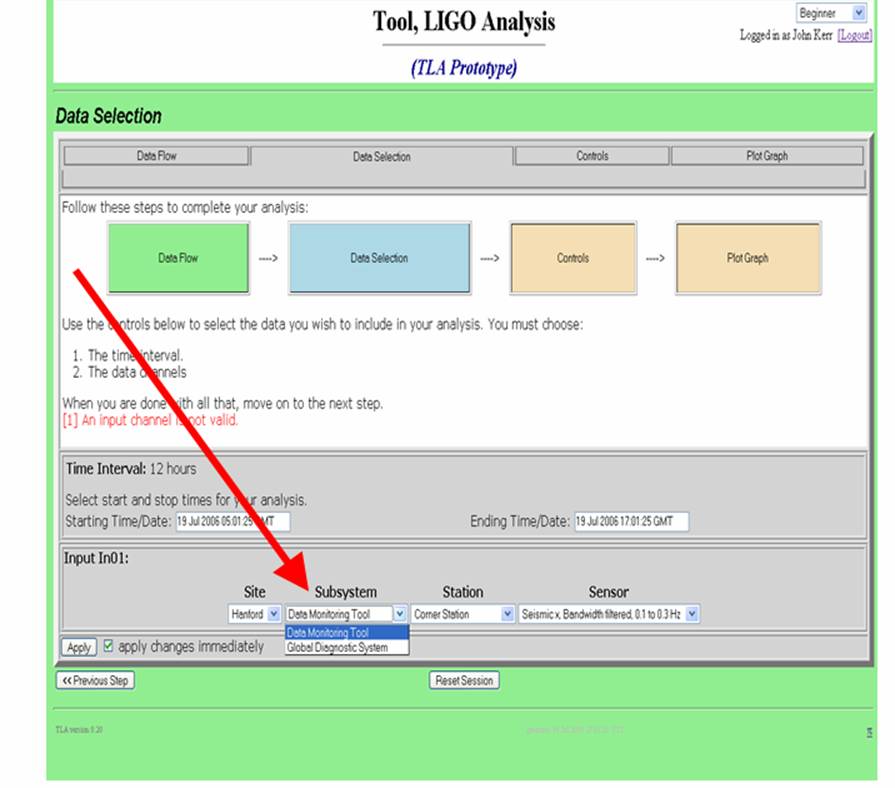 Tool, LIGO Analysis
Beginner
Logged in as John Kerr [Logout]
(TLA Prototype)
Data Selection
Data Flow Data Selection Controls Plot Graph
Follow these steps to complete your analysis:
Data Flow ----> Data Selection ----> Controls ----> Plot Graph
Use the controls below to select the data you wish to include in your analysis. You must choose:
1. The time interval.
2. The data channels
When you are done with all that, move on to the next step.
[1] An input channel is not valid.
Time Interval: 12 hours
Select start and stop times for your analysis.
Starting Time/Date: 19 Jul 2006 05:01:25 GMT Ending Time/Date: 19 Jul 2006 17:01:25 GMT
Input In01:
Site Subsystem Station Sensor
Hanford Data Monitoring Tool Corner Station Seismic x, Bandwidth filtered, 0.1 to 0.3 Hz
Data Monitoring Tool
Global Diagnostic System
Apply apply changes immediately
<< Previous Step Reset Session
TLA version 0.20